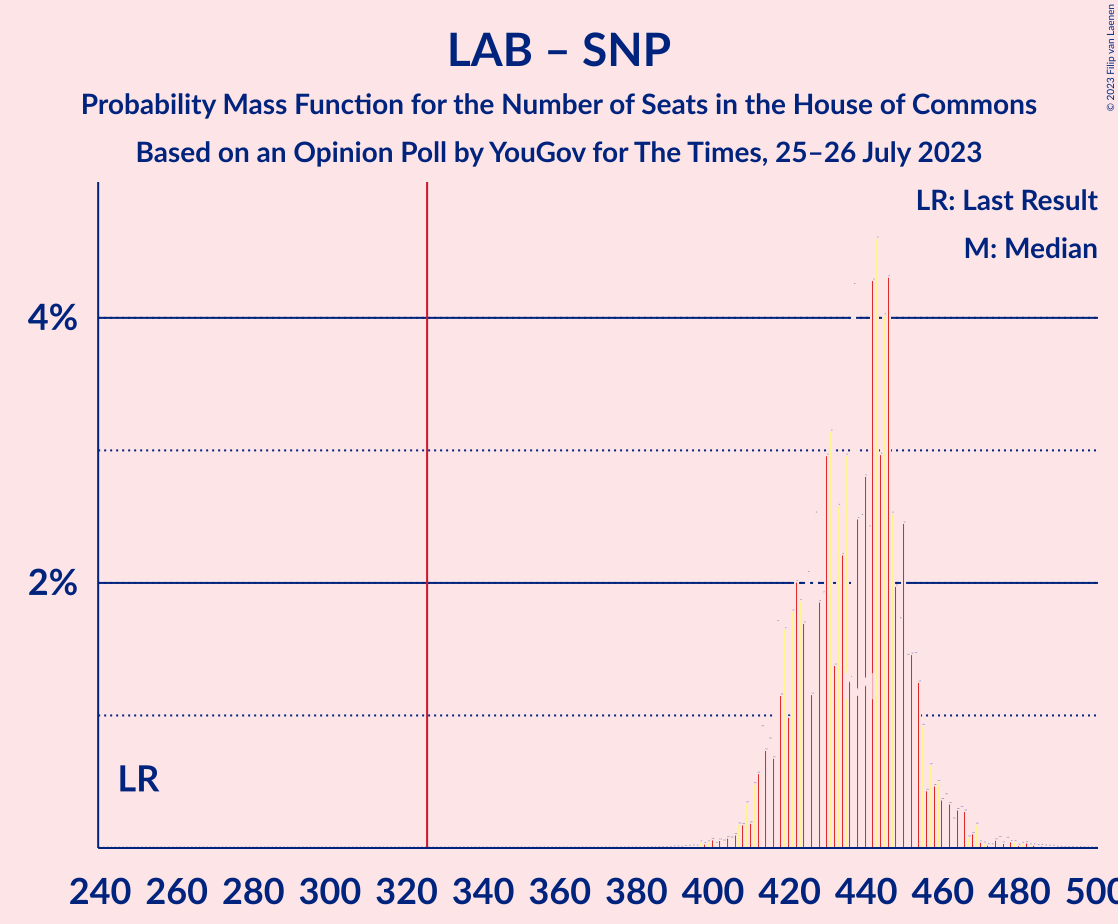 LAB – SNP
Probability Mass Function for the Number of Seats in the House of Commons
Based on an Opinion Poll by YouGov for The Times, 25–26 July 2023
© 2023 Filip van Laenen
LR: Last Result
M: Median
4%
2%
LR
240 260 280 300 320 340 360 380 400 420 440 460 480 500